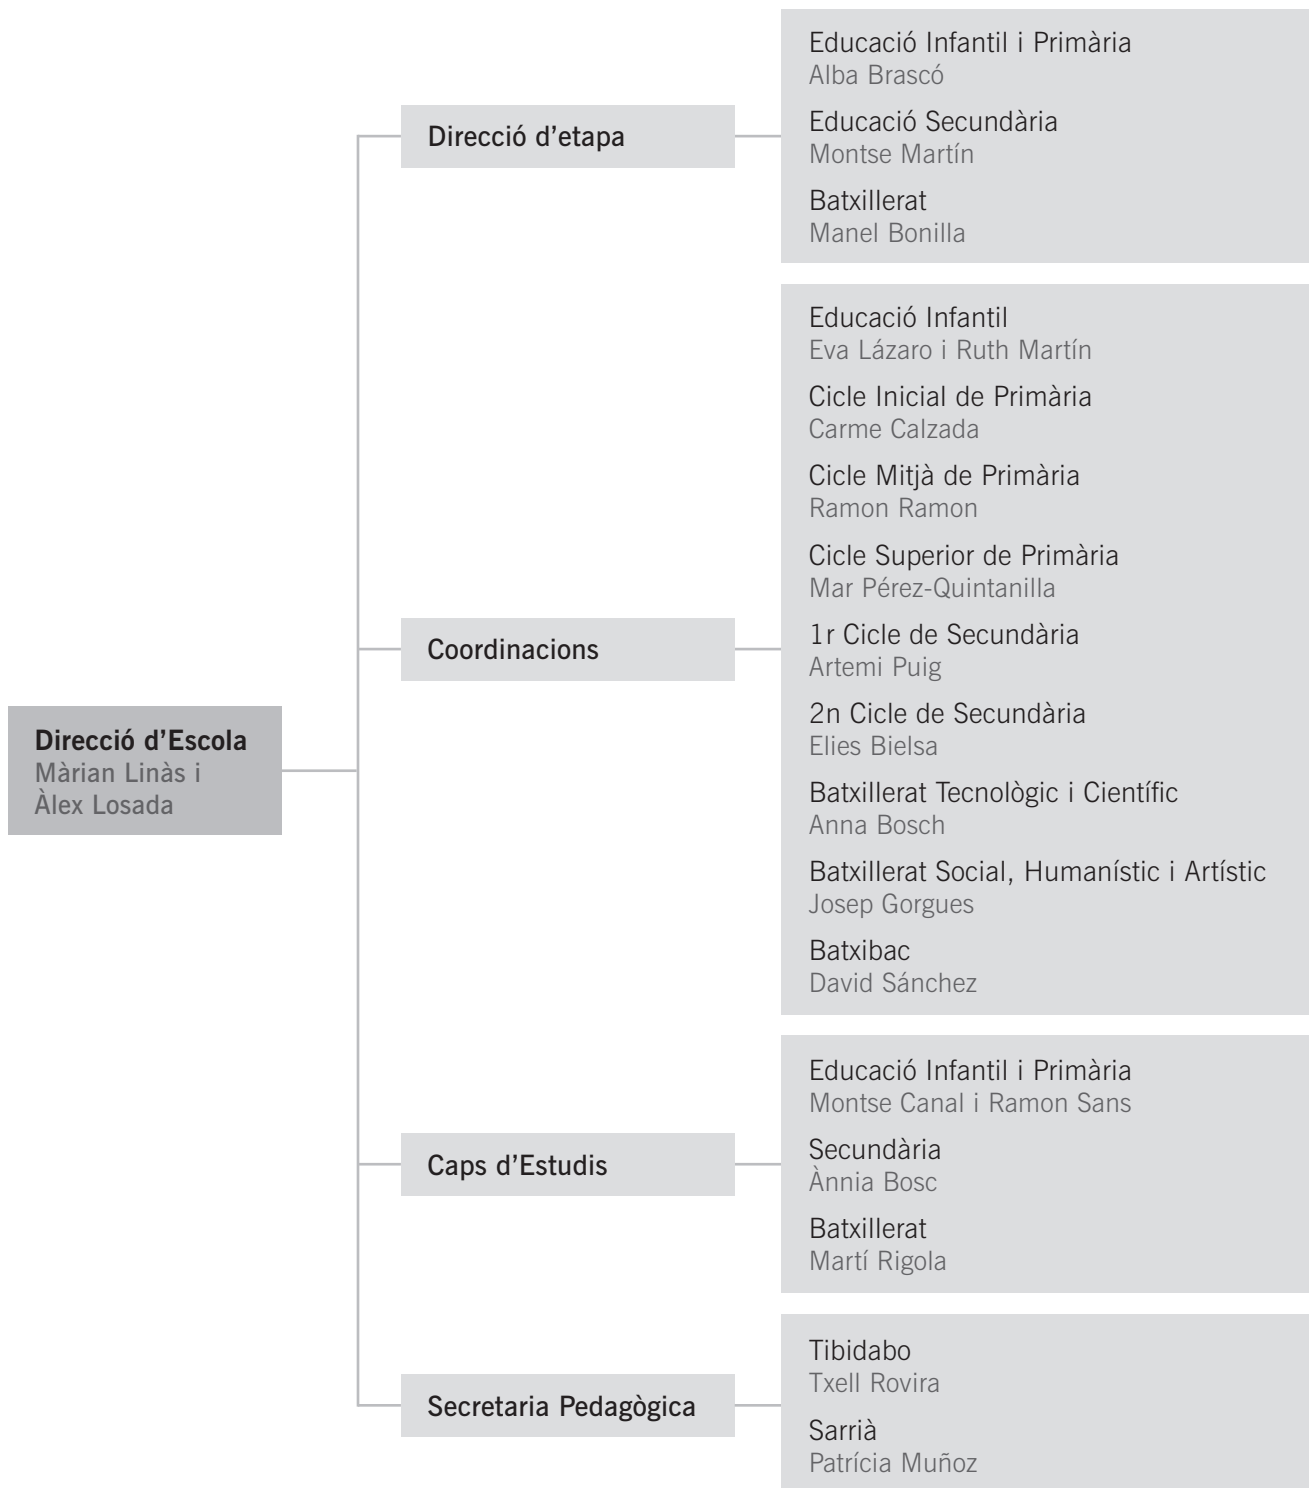 Direcció d’Escola
Màrian Linàs i
Àlex Losada
Direcció d’etapa
Educació Infantil i Primària
Alba Brascó
Educació Secundària
Montse Martín
Batxillerat
Manel Bonilla
Coordinacions
Educació Infantil
Eva Lázaro i Ruth Martín
Cicle Inicial de Primària
Carme Calzada
Cicle Mitjà de Primària
Ramon Ramon
Cicle Superior de Primària
Mar Pérez-Quintanilla
1r Cicle de Secundària
Artemi Puig
2n Cicle de Secundària
Elies Bielsa
Batxillerat Tecnològic i Científic
Anna Bosch
Batxillerat Social, Humanístic i Artístic
Josep Gorgues
Batxibac
David Sánchez
Caps d’Estudis
Educació Infantil i Primària
Montse Canal i Ramon Sans
Secundària
Ànnia Bosc
Batxillerat
Martí Rigola
Secretaria Pedagògica
Tibidabo
Txell Rovira
Sarrià
Patrícia Muñoz